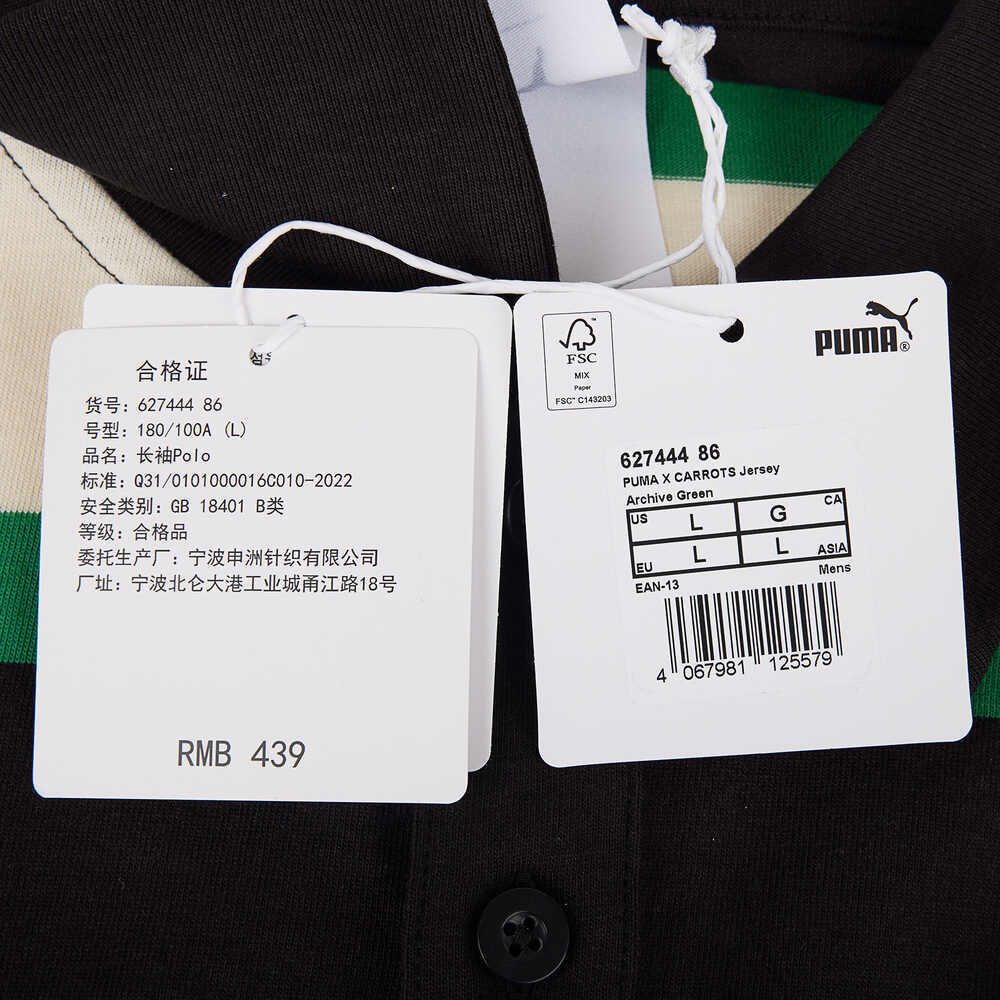 合格证
货号：627444 86
号型：180/100A (L)
品名：长袖Polo
标准：Q31/0101000016C010-2022
安全类别：GB 18401 B类
等级：合格品
委托生产厂：宁波申洲针织有限公司
厂址：宁波北仑大港工业城甬江路18号
RMB 439
FSC™
MIX
Paper
FSC™ C143203
PUMA®
627444 86
PUMA X CARROTS Jersey
Archive Green
US L G CA
EU L L ASIA
EAN-13 Mens
4 067981 125579